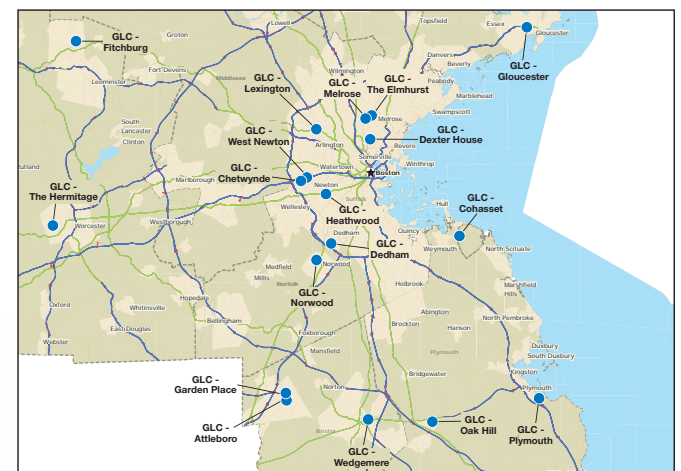 Lowell
Groton
Topsfield
Essex
Gloucester
GLC -
Fitchburg
Danvers
Beverly
GLC -
Gloucester
Fort Devens
Leominster
Middlesex
Wilmington
Peabody
Marblehead
GLC -
Lexington
GLC -
Melrose
GLC -
The Elmhurst
Swampscott
Melrose
South
Lancaster
Clinton
GLC -
West Newton
Arlington
GLC -
Dexter House
Revere
Somerville
Winthrop
Rutland
Watertown
Boston
GLC -
Chetwynde
Marlborough
Newton
GLC -
The Hermitage
Wellesley
Suffolk
GLC -
Heathwood
Hull
GLC -
Cohasset
Worcester
Westborough
Dedham
Quincy
GLC -
Dedham
Weymouth
North Scituate
Medfield
Norwood
Millis
Norfolk
Holbrook
Marshfield
Hills
GLC -
Norwood
Hopedale
Oxford
Whitinsville
Abington
North Pembroke
Bellingham
Brockton
Hanson
East Douglas
Foxborough
Webster
Mansfield
Plymouth
Duxbury
South Duxbury
Kingston
Bridgewater
GLC -
Garden Place
Norton
Plymouth
GLC -
Attleboro
Bristol
GLC -
Oak Hill
GLC -
Plymouth
GLC -
Wedgemere